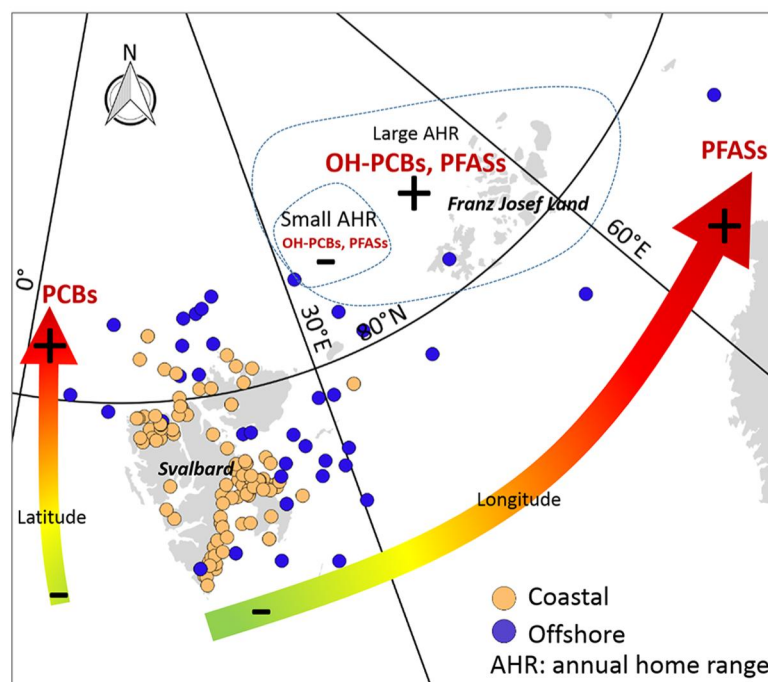 N
Large AHR
OH-PCBs, PFASs
+
Franz Josef Land
Small AHR
OH-PCBs, PFASs
-
PFASs
+
60°E
0°
PCBs
+
30°E
80°N
Svalbard
Latitude
-
Longitude
-
Coastal
Offshore
AHR: annual home range